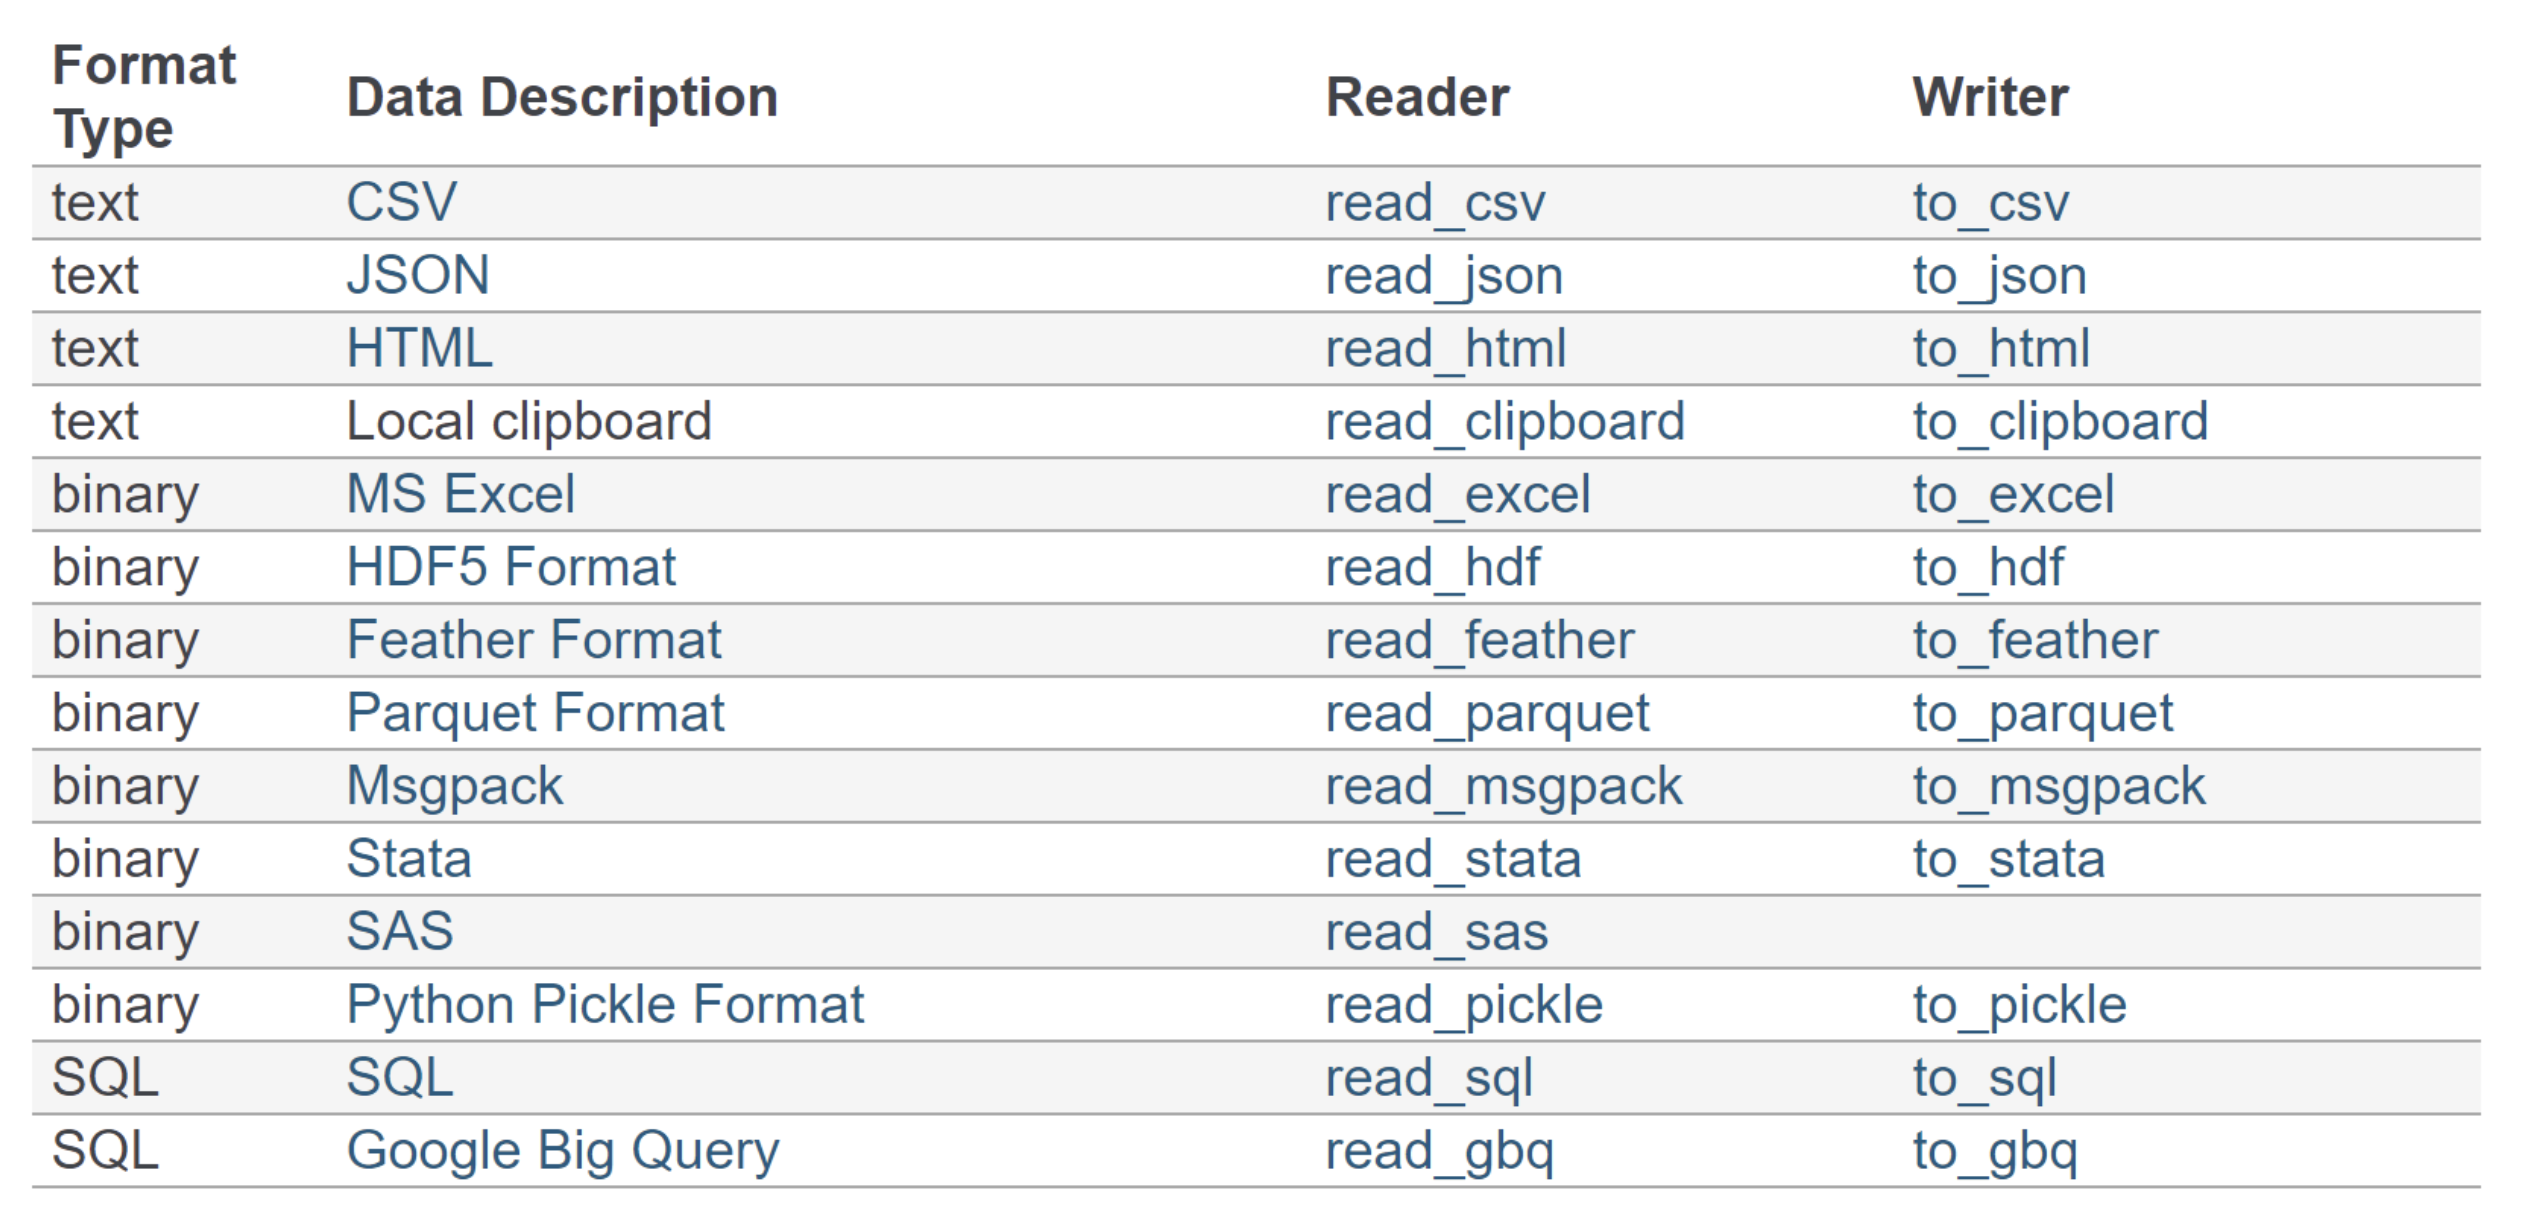 Format Type Data Description Reader Writer
text CSV read_csv to_csv
text JSON read_json to_json
text HTML read_html to_html
text Local clipboard read_clipboard to_clipboard
binary MS Excel read_excel to_excel
binary HDF5 Format read_hdf to_hdf
binary Feather Format read_feather to_feather
binary Parquet Format read_parquet to_parquet
binary Msgpack read_msgpack to_msgpack
binary Stata read_stata to_stata
binary SAS read_sas
binary Python Pickle Format read_pickle to_pickle
SQL SQL read_sql to_sql
SQL Google Big Query read_gbq to_gbq